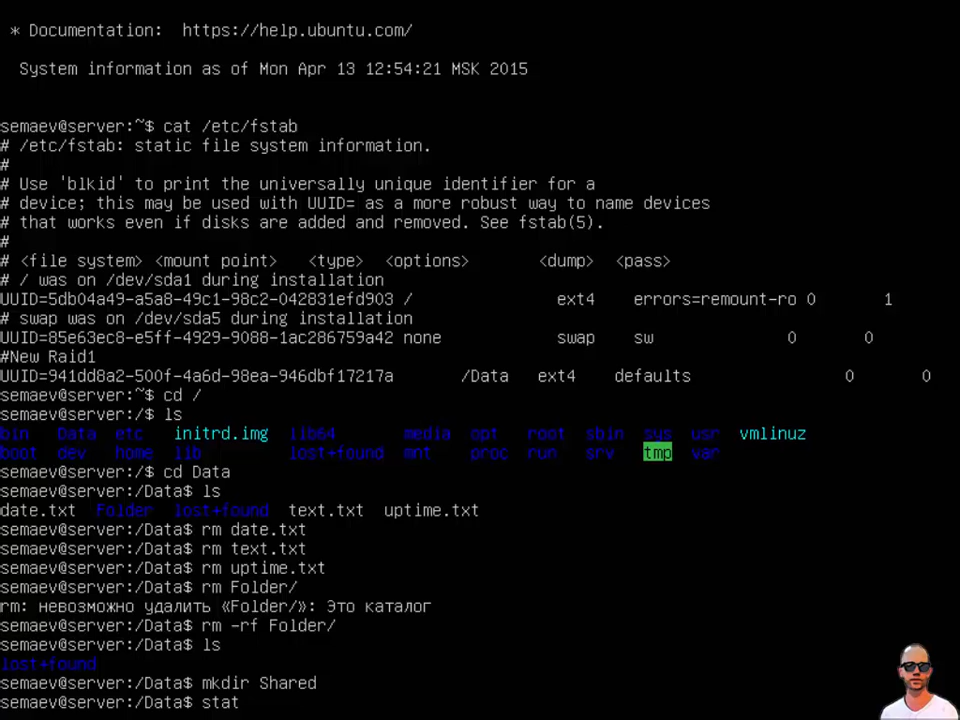 * Documentation:  https://help.ubuntu.com/
System information as of Mon Apr 13 12:54:21 MSK 2015
semaev@server:~$ cat /etc/fstab
# /etc/fstab: static file system information.
#
# Use 'blkid' to print the universally unique identifier for a
# device; this may be used with UUID= as a more robust way to name devices
# that works even if disks are added and removed. See fstab(5).
#
# <file system> <mount point>   <type>  <options>       <dump>  <pass>
# / was on /dev/sda1 during installation
UUID=5db04a49-a5a8-49c1-98c2-042831efd903 /               ext4    errors=remount-ro 0       1
# swap was on /dev/sda5 during installation
UUID=85e63ec8-e5ff-4929-9088-1ac286759a42 none            swap    sw              0       0
#New Raid1
UUID=941dd8a2-500f-4a6d-98ea-946dbf17217a       /Data   ext4    defaults                0       0
semaev@server:~$ cd /
semaev@server:/$ ls
bin   Data  etc   initrd.img  lib64       media  opt   root  sbin  sys  usr  vmlinuz
boot  dev   home  lib         lost+found  mnt    proc  run   srv   tmp  var
semaev@server:/$ cd Data
semaev@server:/Data$ ls
date.txt  Folder  lost+found  text.txt  uptime.txt
semaev@server:/Data$ rm date.txt
semaev@server:/Data$ rm text.txt
semaev@server:/Data$ rm uptime.txt
semaev@server:/Data$ rm Folder/
rm: невозможно удалить «Folder/»: Это каталог
semaev@server:/Data$ rm -rf Folder/
semaev@server:/Data$ ls
lost+found
semaev@server:/Data$ mkdir Shared
semaev@server:/Data$ stat